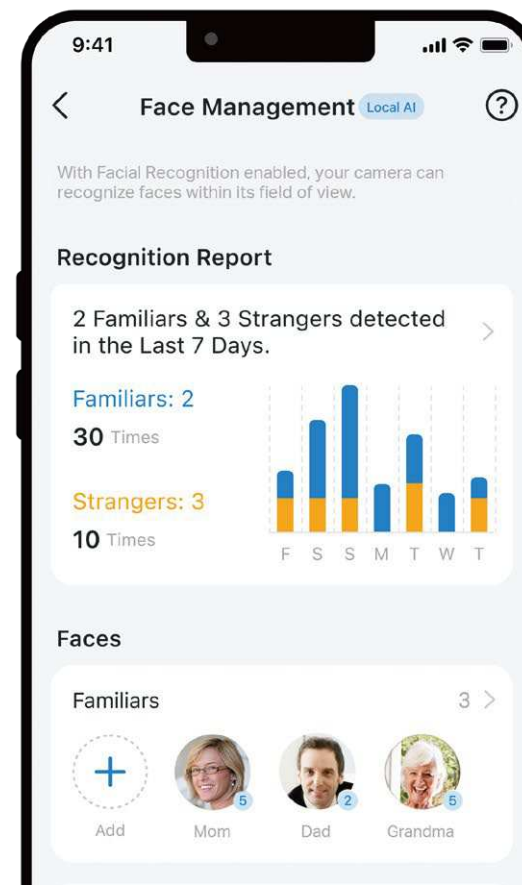 9:41
Face Management Local AI ?
With Facial Recognition enabled, your camera can
recognize faces within its field of view.
Recognition Report
2 Familiars & 3 Strangers detected
in the Last 7 Days.
Familiars: 2
30 Times
Strangers: 3
10 Times
F S S M T W T
Faces
Familiars 3
5 2 5
Add Mom Dad Grandma